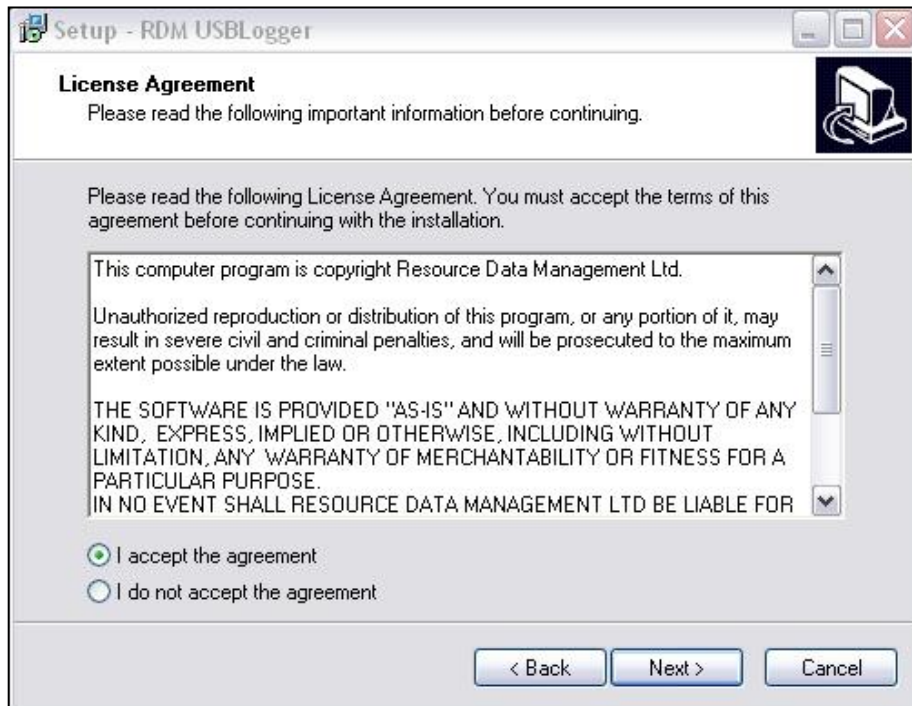 Setup - RDM USBLogger
License Agreement
Please read the following important information before continuing.
Please read the following License Agreement. You must accept the terms of this
agreement before continuing with the installation.
This computer program is copyright Resource Data Management Ltd.
Unauthorized reproduction or distribution of this program, or any portion of it, may
result in severe civil and criminal penalties, and will be prosecuted to the maximum
extent possible under the law.
THE SOFTWARE IS PROVIDED "AS-IS" AND WITHOUT WARRANTY OF ANY
KIND,  EXPRESS, IMPLIED OR OTHERWISE, INCLUDING WITHOUT
LIMITATION, ANY  WARRANTY OF MERCHANTABILITY OR FITNESS FOR A
PARTICULAR PURPOSE.
IN NO EVENT SHALL RESOURCE DATA MANAGEMENT LTD BE LIABLE FOR
I accept the agreement
I do not accept the agreement
< Back Next > Cancel